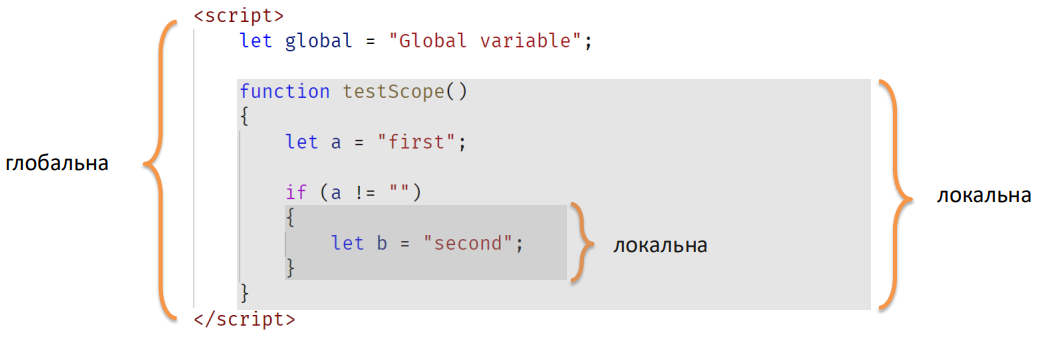 <script>
let global = "Global variable";
function testScope()
{
let a = "first";
глобальна
if (a != "")
локальна
{
let b = "second";
локальна
}
}
</script>